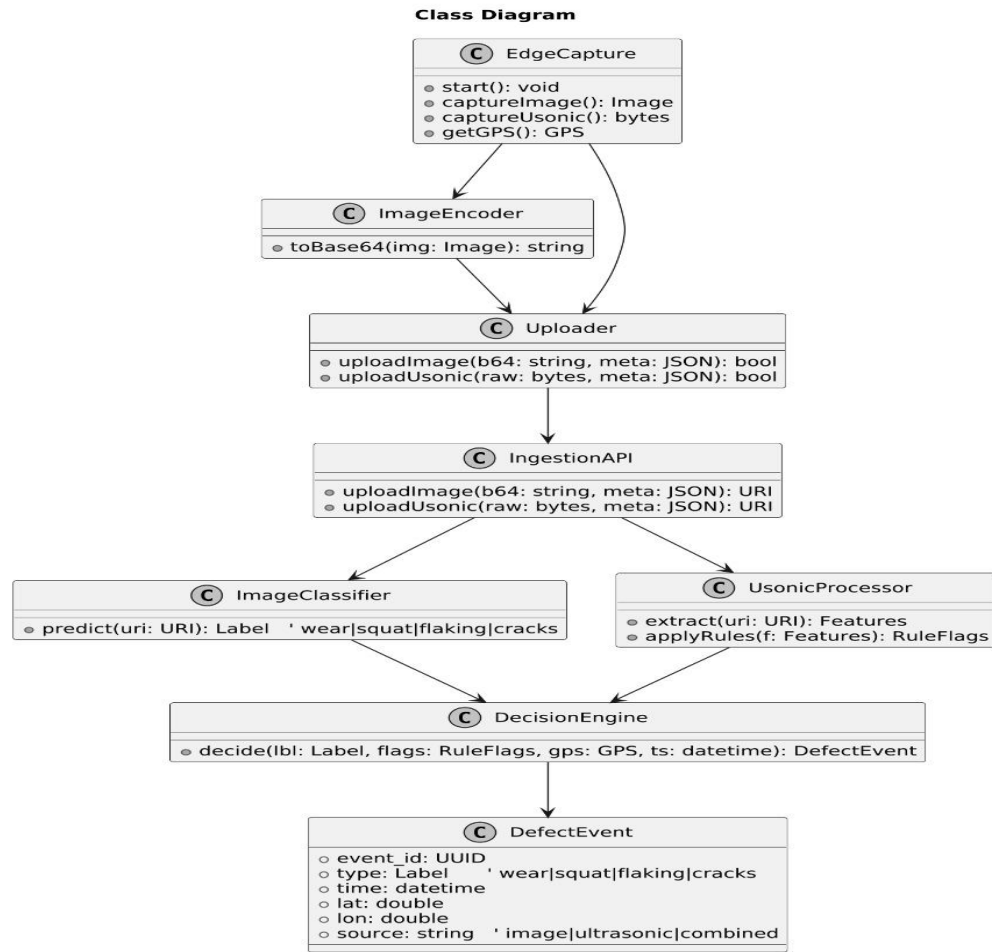 Class Diagram
C EdgeCapture
start(): void
captureImage(): Image
captureUsonic(): bytes
getGPS(): GPS
C ImageEncoder
toBase64(img: Image): string
C Uploader
uploadImage(b64: string, meta: JSON): bool
uploadUsonic(raw: bytes, meta: JSON): bool
C IngestionAPI
uploadImage(b64: string, meta: JSON): URI
uploadUsonic(raw: bytes, meta: JSON): URI
C ImageClassifier
predict(uri: URI): Label ' wear|squat|flaking|cracks
C UsonicProcessor
extract(uri: URI): Features
applyRules(f: Features): RuleFlags
C DecisionEngine
decide(lbl: Label, flags: RuleFlags, gps: GPS, ts: datetime): DefectEvent
C DefectEvent
event_id: UUID
type: Label ' wear|squat|flaking|cracks
time: datetime
lat: double
lon: double
source: string ' image|ultrasonic|combined